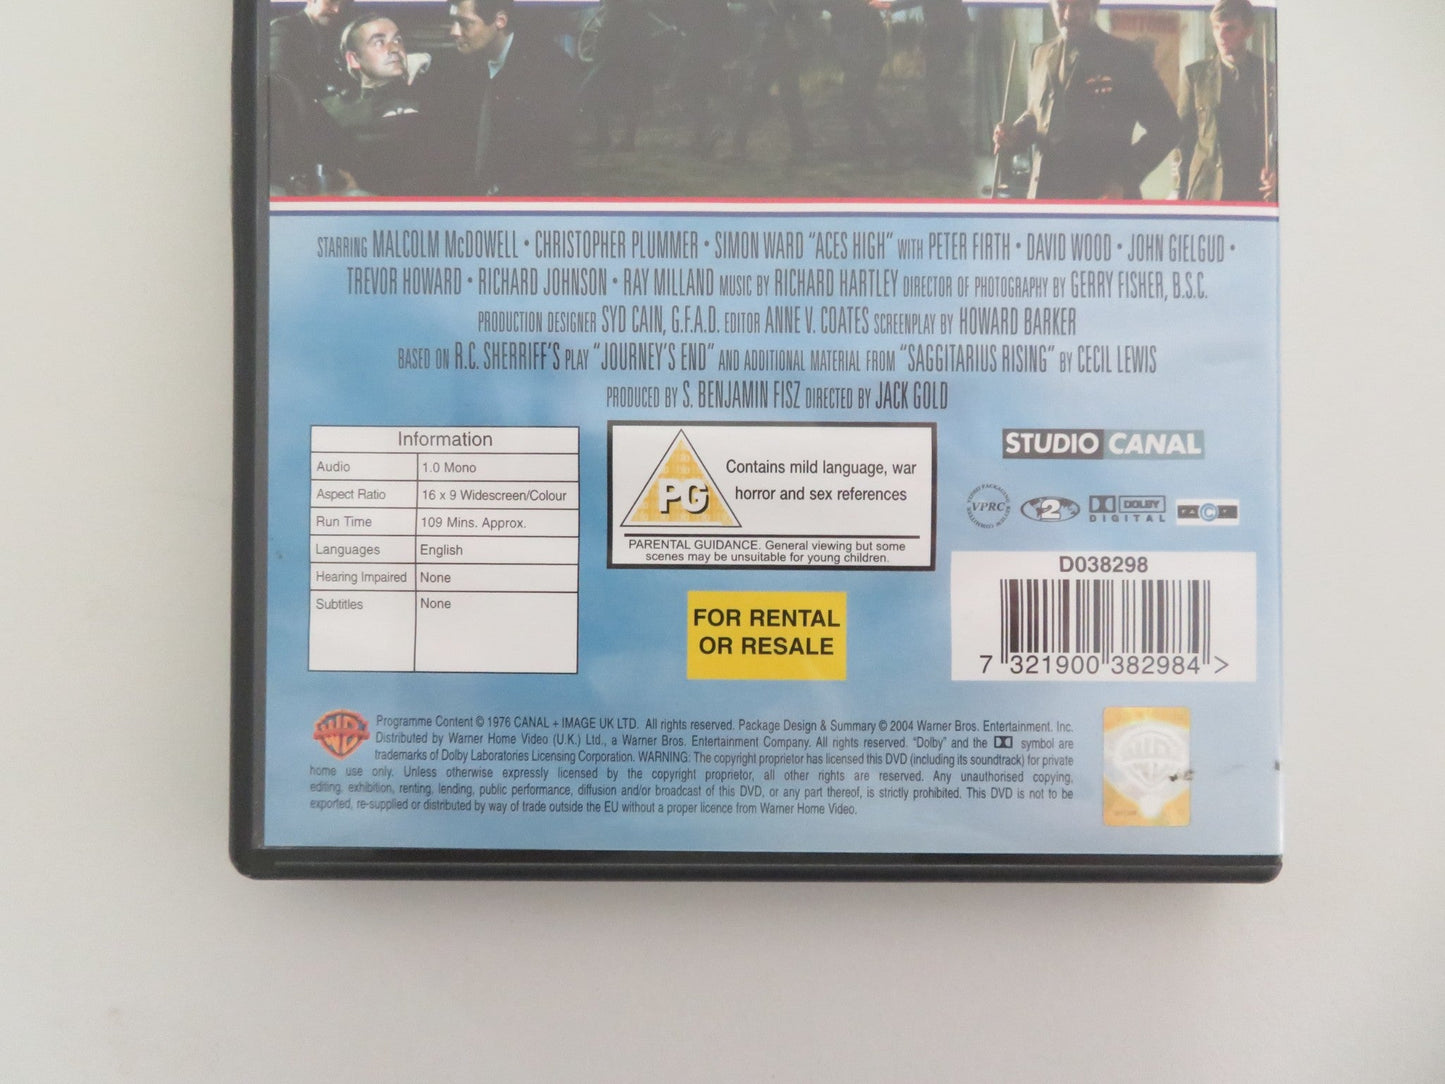 STARRING MALCOLM McDOWELL • CHRISTOPHER PLUMMER • SIMON WARD "ACES HIGH" WITH PETER FIRTH • DAVID WOOD • JOHN GIELGUD •
TREVOR HOWARD • RICHARD JOHNSON • RAY MILLAND MUSIC BY RICHARD HARTLEY DIRECTOR OF PHOTOGRAPHY BY GERRY FISHER, B.S.C.
PRODUCTION DESIGNER SYD CAIN, G.F.A.D. EDITOR ANNE V. COATES SCREENPLAY BY HOWARD BARKER
BASED ON R.C. SHERRIFF'S PLAY "JOURNEY'S END" AND ADDITIONAL MATERIAL FROM "SAGGITARIUS RISING" BY CECIL LEWIS
PRODUCED BY S. BENJAMIN FISZ DIRECTED BY JACK GOLD
Information
Audio 1.0 Mono
Aspect Ratio 16 x 9 Widescreen/Colour
Run Time 109 Mins. Approx.
Languages English
Hearing Impaired None
Subtitles None
PG
Contains mild language, war
horror and sex references
PARENTAL GUIDANCE. General viewing but some
scenes may be unsuitable for young children.
FOR RENTAL
OR RESALE
STUDIO CANAL
VPRC
2
DOLBY
DIGITAL
FACT
D038298
7 321900 382984 >
WB
Programme Content © 1976 CANAL + IMAGE UK LTD. All rights reserved. Package Design & Summary © 2004 Warner Bros. Entertainment, Inc.
Distributed by Warner Home Video (U.K.) Ltd., a Warner Bros. Entertainment Company. All rights reserved. "Dolby" and the symbol are
trademarks of Dolby Laboratories Licensing Corporation. WARNING: The copyright proprietor has licensed this DVD (including its soundtrack) for private
home use only. Unless otherwise expressly licensed by the copyright proprietor, all other rights are reserved. Any unauthorised copying,
editing, exhibition, renting, lending, public performance, diffusion and/or broadcast of this DVD, or any part thereof, is strictly prohibited. This DVD is not to be
exported, re-supplied or distributed by way of trade outside the EU without a proper licence from Warner Home Video.